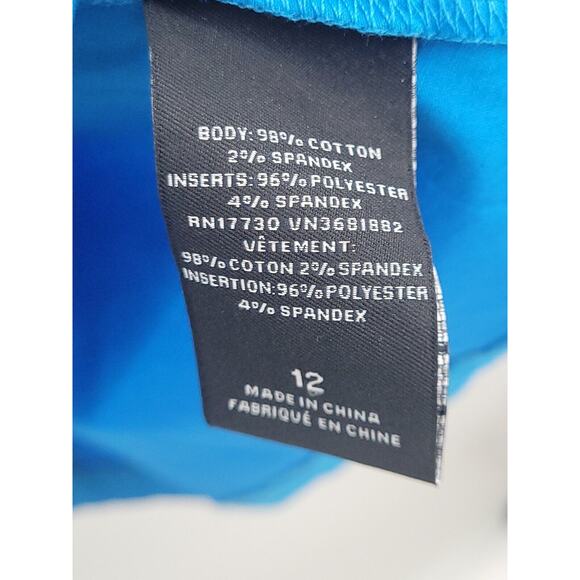 BODY: 98% COTTON
2% SPANDEX
INSERTS: 96% POLYESTER
4% SPANDEX
RN17730 VN3681882
VÊTEMENT:
98% COTON 2% SPANDEX
INSERTION:96% POLYESTER
4% SPANDEX
12
MADE IN CHINA
FABRIQUÉ EN CHINE